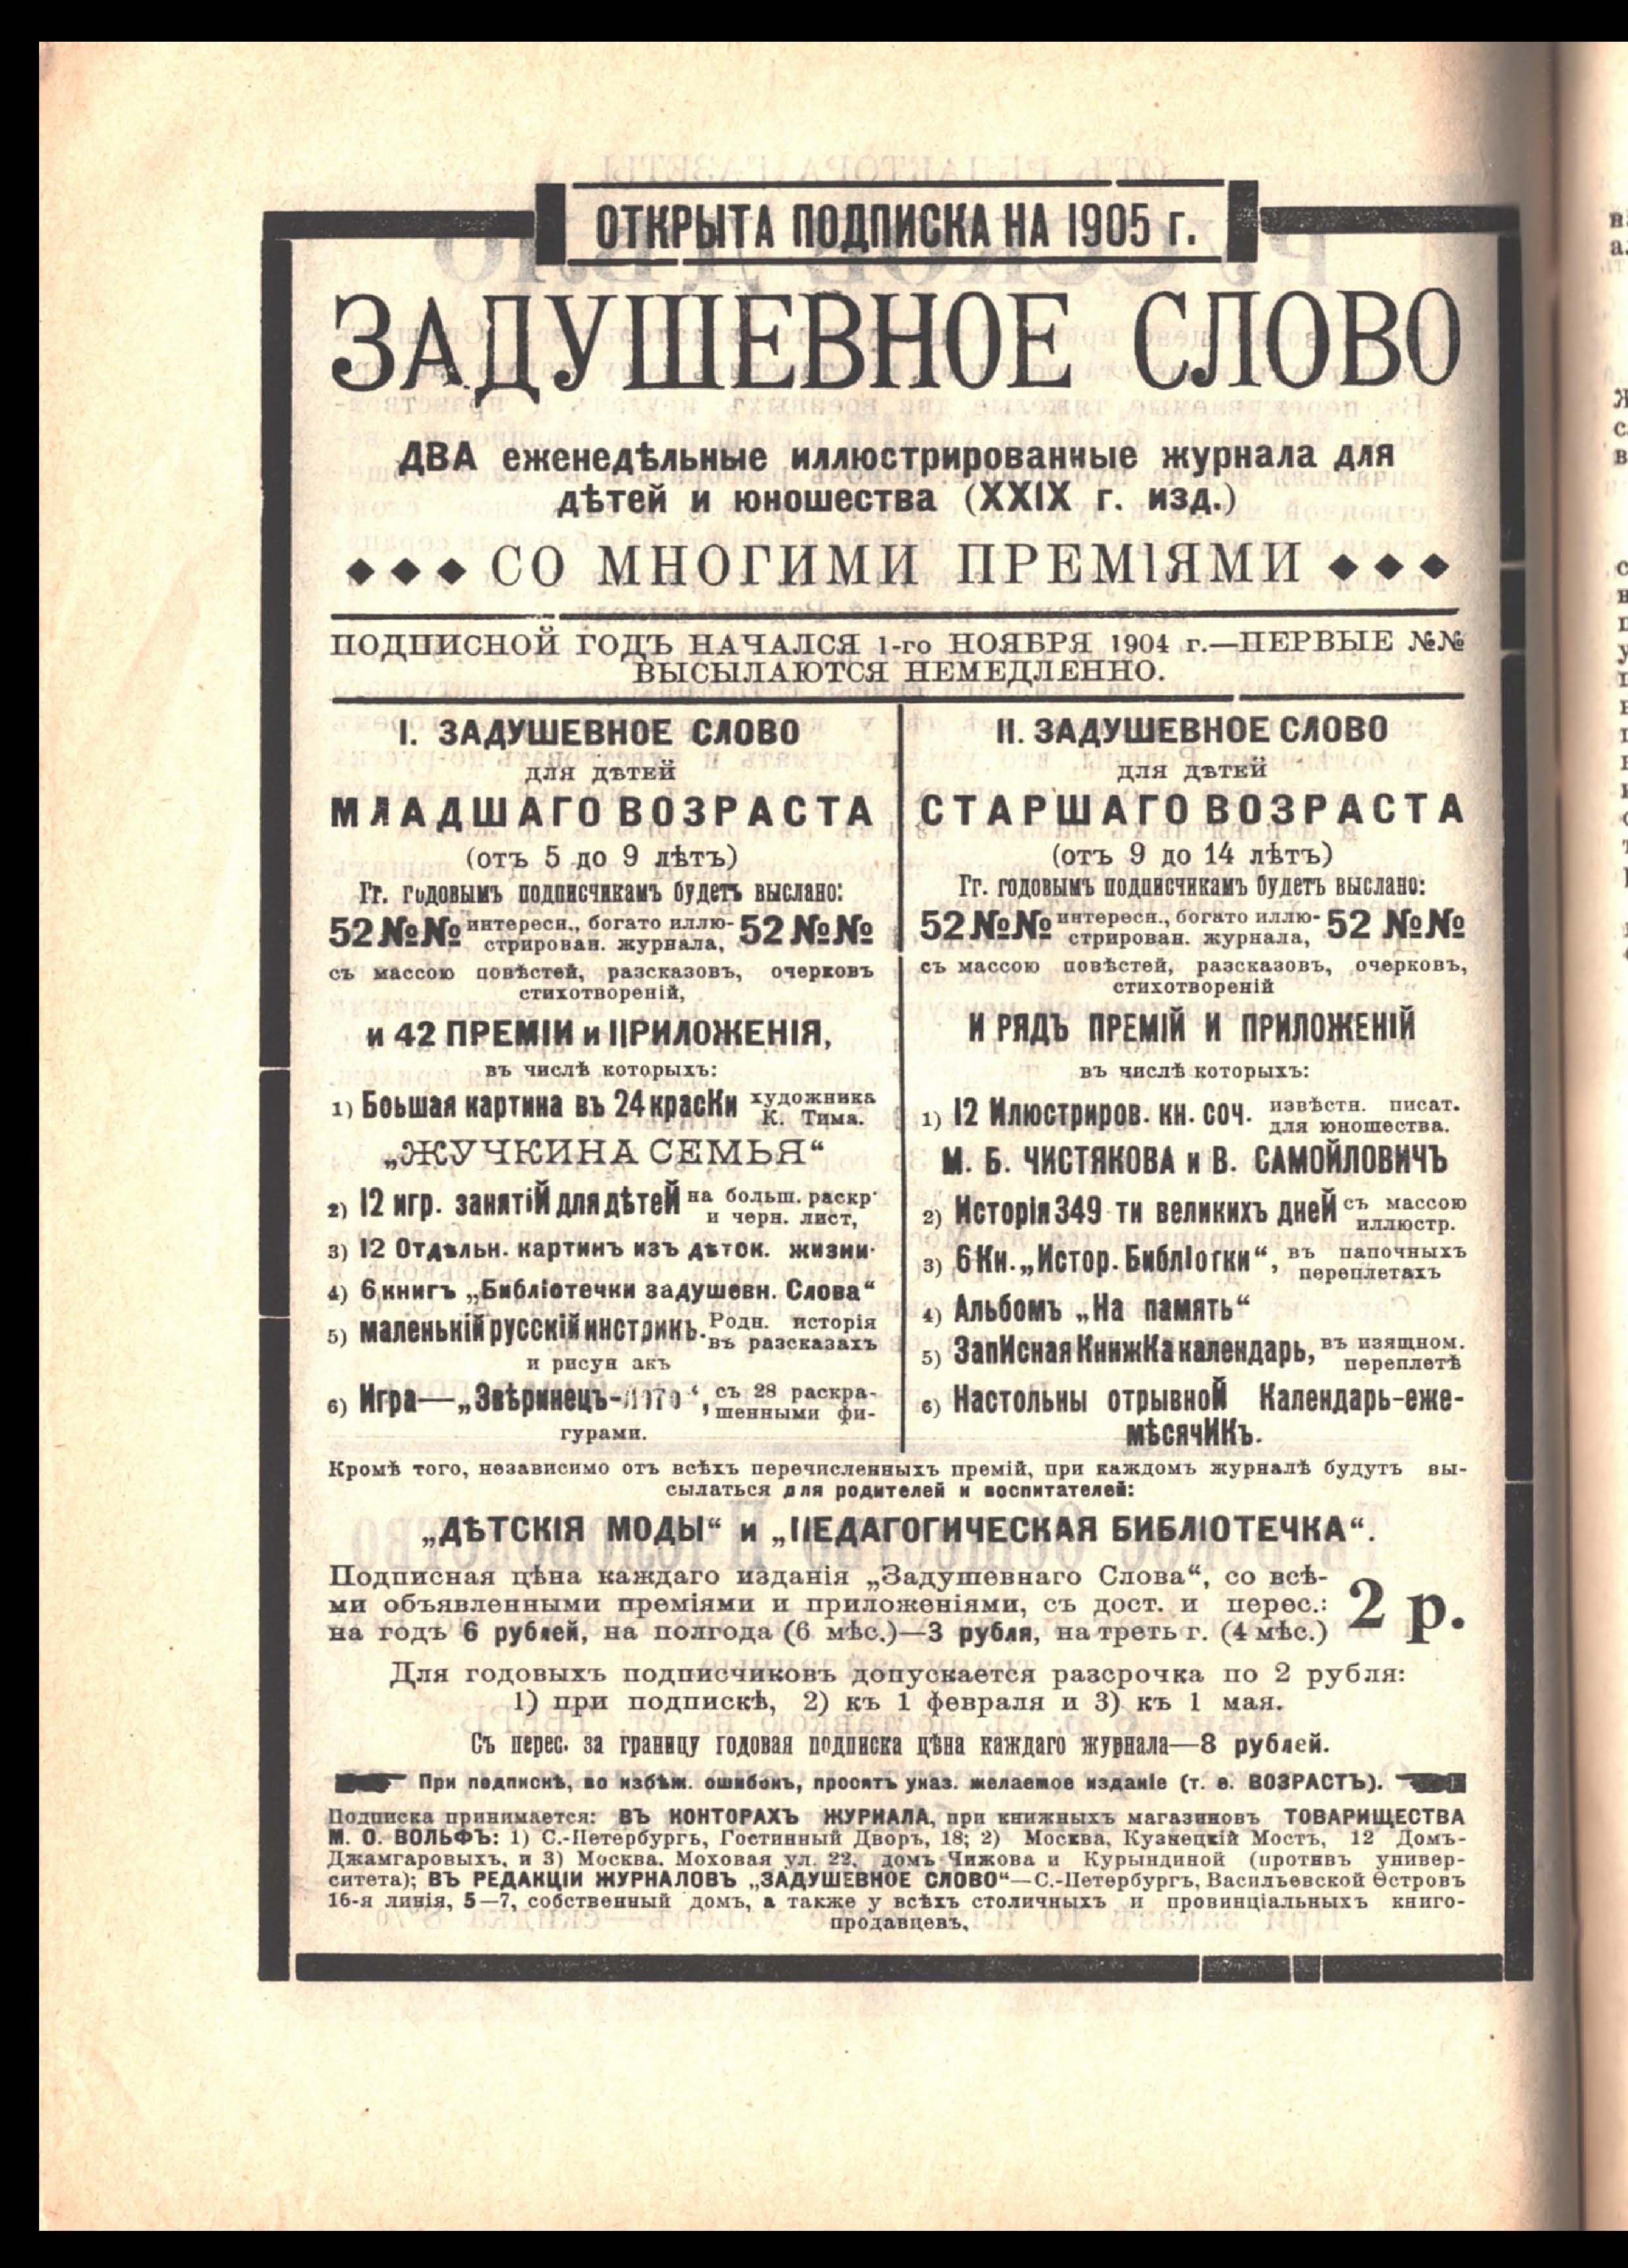 ОТКРЫТА ПОДПИСКА НА 1905 г.
ЗАДУШЕВНОЕ СЛОВО
ДВА еженедѣльные иллюстрированные журнала для
дѣтей и юношества (XXIX г. изд.)
СО МНОГИМИ ПРЕМІЯМИ
ПОДПИСНОЙ ГОДЪ НАЧАЛСЯ 1-го НОЯБРЯ 1904 г.—ПЕРВЫЕ №№
ВЫСЫЛАЮТСЯ НЕМЕДЛЕННО.
I. ЗАДУШЕВНОЕ СЛОВО
для дѣтей
МЛАДШАГО ВОЗРАСТА
(отъ 5 до 9 лѣтъ)
Гг. годовымъ подписчикамъ будетъ выслано:
52 №№ интересн., богато иллю- 52 №№
стрирован. журнала,
съ массою повѣстей, разсказовъ, очерковъ
стихотвореній,
и 42 ПРЕМІИ и ПРИЛОЖЕНІЯ,
въ числѣ которыхъ:
1) Боьшая картина въ 24 краски художника
К. Тима.
„ЖУЧКИНА СЕМЬЯ“
2) 12 игр. занятій для дѣтей на больш. раскр.
и черн. лист,
3) 12 Отдѣльн. картинъ изъ дѣток. жизни.
4) 6 книгъ „Библіотечки задушевн. Слова“
5) маленькій русскій инстрикъ. Родн. исторія
въ разсказахъ
и рисун акъ
6) Игра—„Звѣринецъ- “, съ 28 раскра-
шенными фи-
гурами.
II. ЗАДУШЕВНОЕ СЛОВО
для дѣтей
СТАРШАГО ВОЗРАСТА
(отъ 9 до 14 лѣтъ)
Гг. годовымъ подписчикамъ будетъ выслано:
52 №№ интересн., богато иллю- 52 №№
стрирован. журнала,
съ массою повѣстей, разсказовъ, очерковъ,
стихотвореній
И РЯДЪ ПРЕМІЙ И ПРИЛОЖЕНІЙ
въ числѣ которыхъ:
1) 12 Илюстриров. кн. соч. извѣстн. писат.
для юношества.
М. Б. ЧИСТЯКОВА и В. САМОЙЛОВИЧЪ
2) Исторія 349 ти великихъ дней съ массою
иллюстр.
3) 6 Кн. „Истор. Библіотки“, въ папочныхъ
переплетахъ
4) Альбомъ „На память“
5) ЗапИсная КнижКа календарь, въ изящном.
переплетѣ
6) Настольны отрывной Календарь-еже-
мѣсячИКъ.
Кромѣ того, независимо отъ всѣхъ перечисленныхъ премій, при каждомъ журналѣ будутъ вы-
сылаться для родителей и воспитателей:
„ДѢТСКІЯ МОДЫ“ и „ПЕДАГОГИЧЕСКАЯ БИБЛІОТЕЧКА“.
Подписная цѣна каждаго изданія „Задушевнаго Слова“, со всѣ-
ми объявленными преміями и приложеніями, съ дост. и перес.:
на годъ 6 рублей, на полгода (6 мѣс.)—3 рубля, на треть г. (4 мѣс.) 2 р.
Для годовыхъ подписчиковъ допускается разсрочка по 2 рубля:
1) при подпискѣ, 2) къ 1 февраля и 3) къ 1 мая.
Съ перес. за границу годовая подписка цѣна каждаго журнала—8 рублей.
При подпискѣ, во избѣж. ошибокъ, просятъ указ. желаемое изданіе (т. е. ВОЗРАСТЪ).
Подписка принимается: ВЪ КОНТОРАХЪ ЖУРНАЛА, при книжныхъ магазиновъ ТОВАРИЩЕСТВА
М. О. ВОЛЬФЪ: 1) С.-Петербургъ, Гостинный Дворъ, 18; 2) Москва, Кузнецкій Мостъ, 12 Домъ-
Джамгаровыхъ, и 3) Москва. Моховая ул. 22, домъ Чижова и Курындиной (противъ универ-
ситета); ВЪ РЕДАКЦІИ ЖУРНАЛОВЪ „ЗАДУШЕВНОЕ СЛОВО“—С.-Петербургъ, Васильевской Островъ
16-я линія, 5—7, собственный домъ, а также у всѣхъ столичныхъ и провинціальныхъ книго-
продавцевъ,